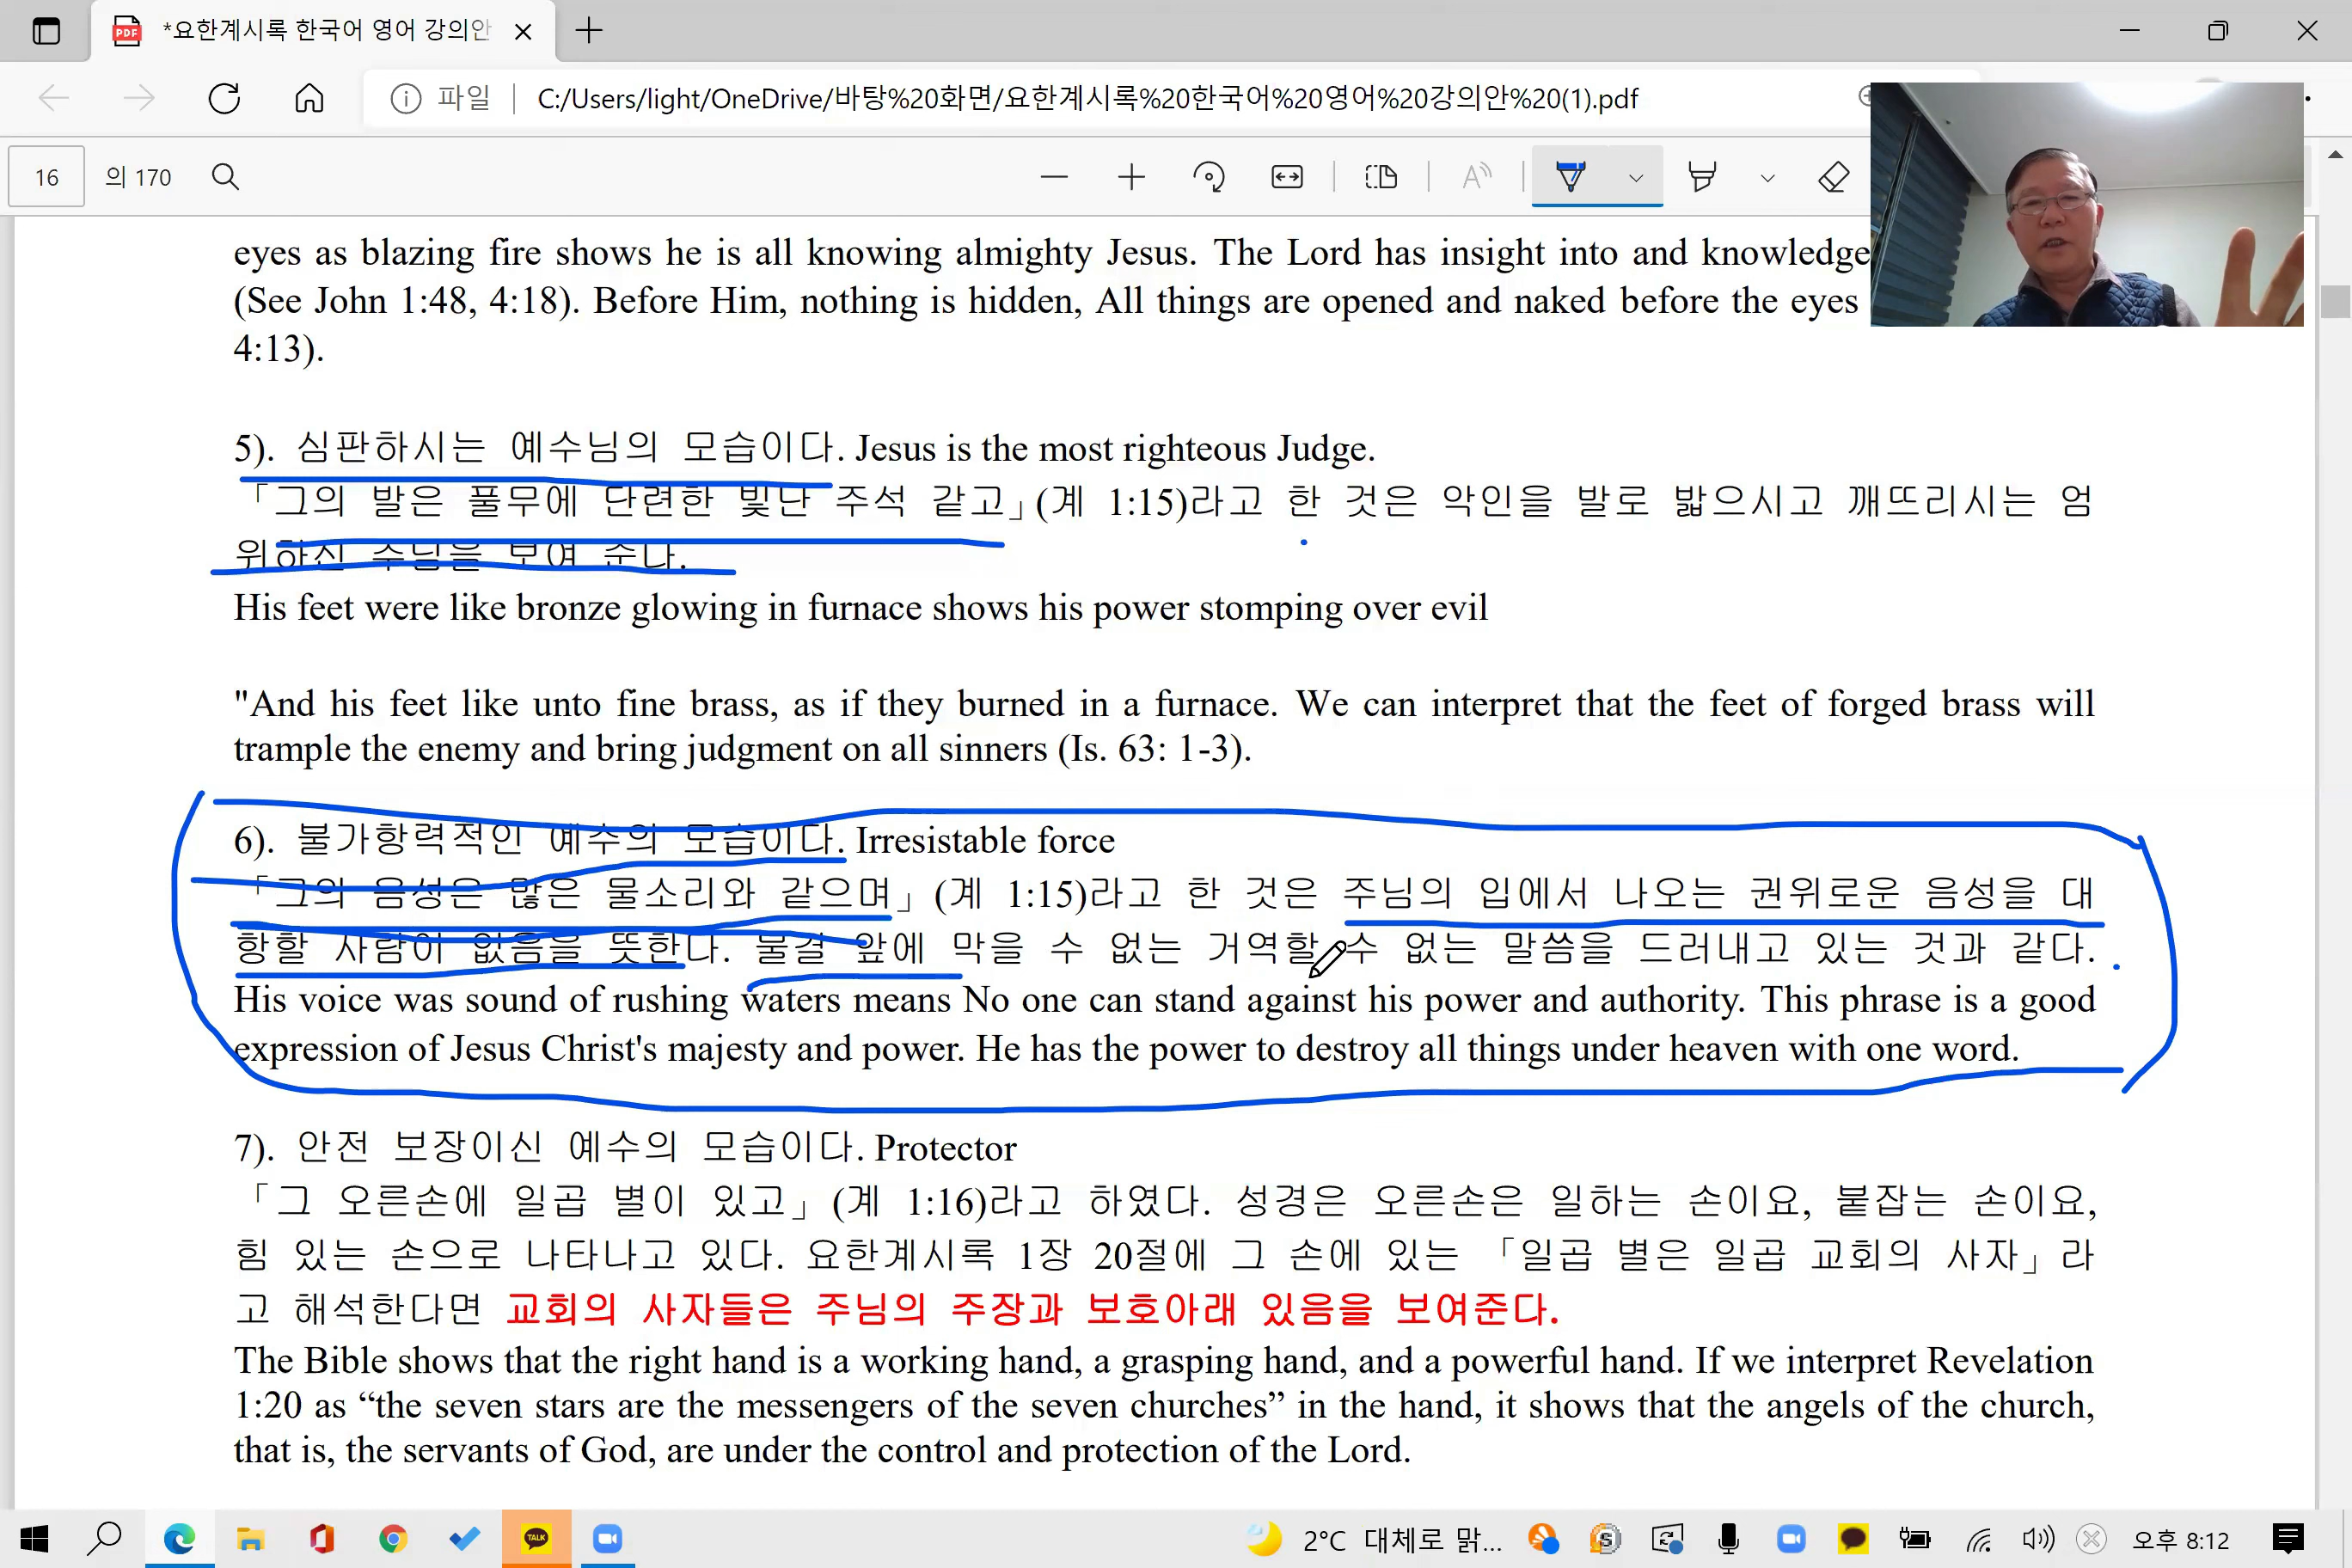 *요한계시록 한국어 영어 강의안
파일 C:/Users/light/OneDrive/바탕%20화면/요한계시록%20한국어%20영어%20강의안%20(1).pdf
16 의 170
eyes as blazing fire shows he is all knowing almighty Jesus. The Lord has insight into and knowledge
(See John 1:48, 4:18). Before Him, nothing is hidden, All things are opened and naked before the eyes
4:13).
5). 심판하시는 예수님의 모습이다. Jesus is the most righteous Judge.
「그의 발은 풀무에 단련한 빛난 주석 같고」(계 1:15)라고 한 것은 악인을 발로 밟으시고 깨뜨리시는 엄
위하신 주님을 보여 준다.
His feet were like bronze glowing in furnace shows his power stomping over evil
"And his feet like unto fine brass, as if they burned in a furnace. We can interpret that the feet of forged brass will
trample the enemy and bring judgment on all sinners (Is. 63: 1-3).
6). 불가항력적인 예수의 모습이다. Irresistable force
「그의 음성은 많은 물소리와 같으며」(계 1:15)라고 한 것은 주님의 입에서 나오는 권위로운 음성을 대
항할 사람이 없음을 뜻한다. 물결 앞에 막을 수 없는 거역할 수 없는 말씀을 드러내고 있는 것과 같다.
His voice was sound of rushing waters means No one can stand against his power and authority. This phrase is a good
expression of Jesus Christ's majesty and power. He has the power to destroy all things under heaven with one word.
7). 안전 보장이신 예수의 모습이다. Protector
「그 오른손에 일곱 별이 있고」(계 1:16)라고 하였다. 성경은 오른손은 일하는 손이요, 붙잡는 손이요,
힘 있는 손으로 나타나고 있다. 요한계시록 1장 20절에 그 손에 있는 「일곱 별은 일곱 교회의 사자」라
고 해석한다면 교회의 사자들은 주님의 주장과 보호아래 있음을 보여준다.
The Bible shows that the right hand is a working hand, a grasping hand, and a powerful hand. If we interpret Revelation
1:20 as “the seven stars are the messengers of the seven churches” in the hand, it shows that the angels of the church,
that is, the servants of God, are under the control and protection of the Lord.
2°C 대체로 맑... 오후 8:12